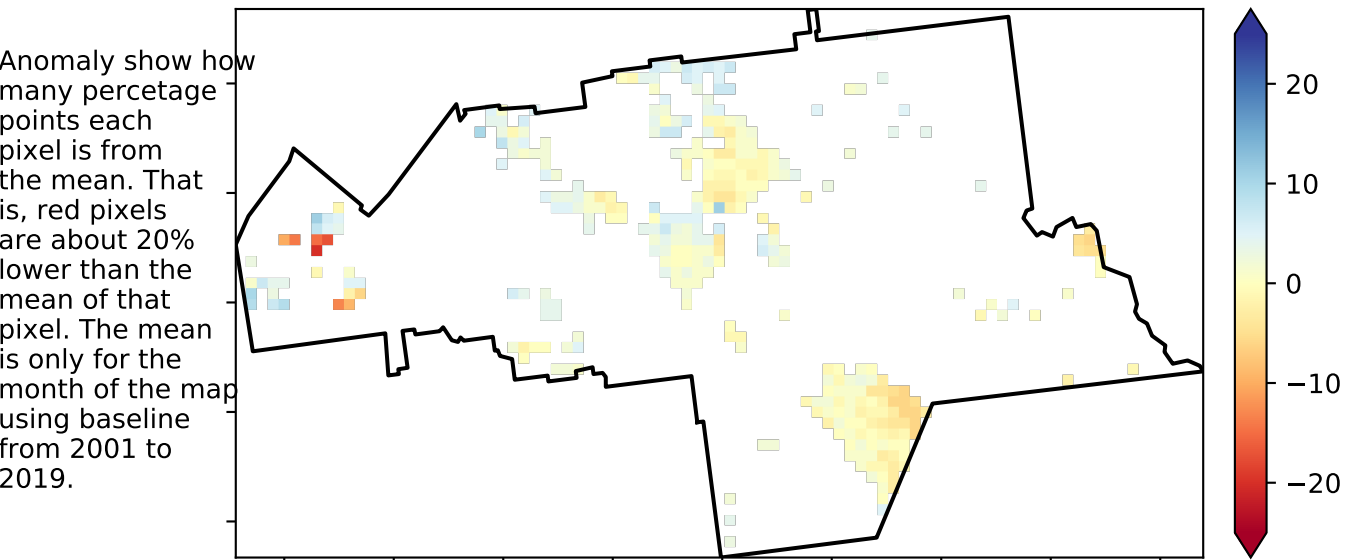 Anomaly show how
many percetage
points each
pixel is from
the mean. That
is, red pixels
are about 20%
lower than the
mean of that
pixel. The mean
is only for the
month of the map
using baseline
from 2001 to
2019.
20
10
0
−10
−20